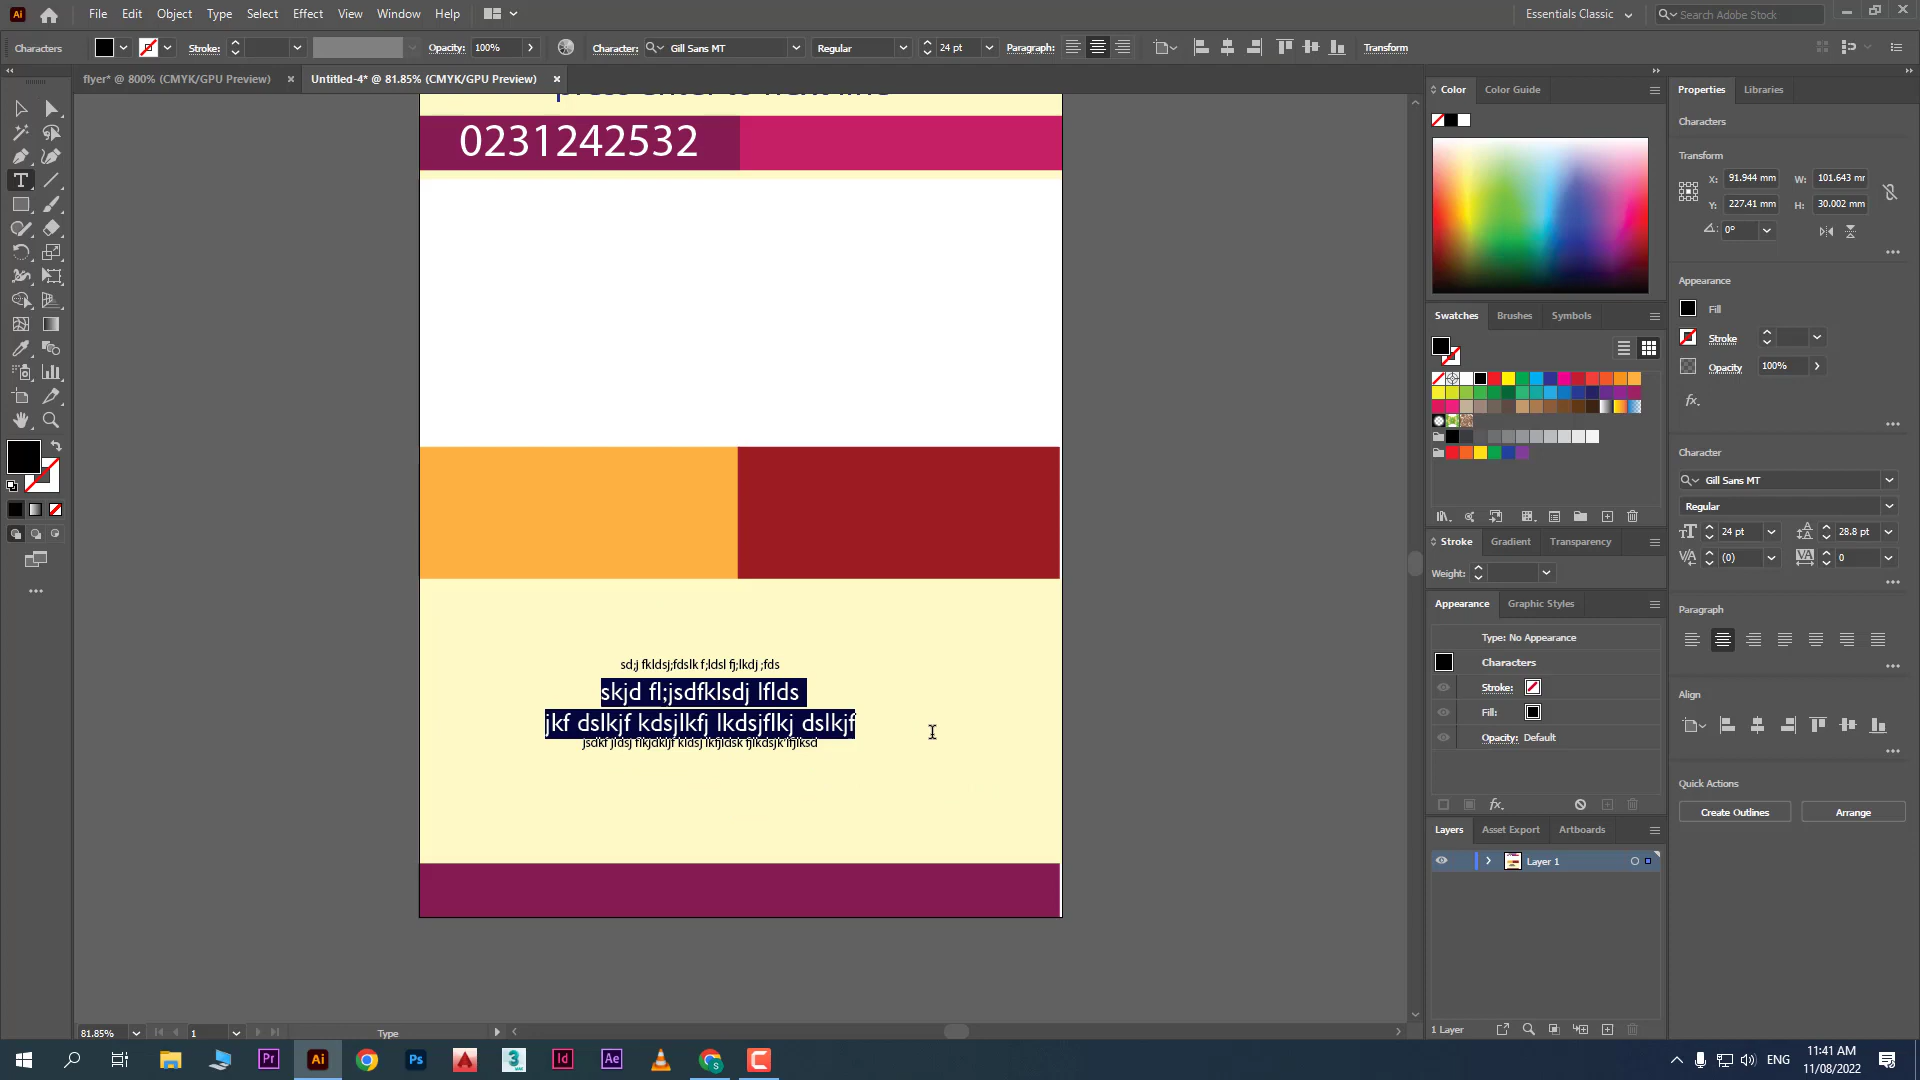 File Edit Object Type Select Effect View Window Help
Essentials Classic
Search Adobe Stock
Characters
Stroke:
Opacity: 100%
Character: Gill Sans MT
Regular
24 pt
Paragraph:
Transform
flyer* @ 800% (CMYK/GPU Preview)
Untitled-4* @ 81.85% (CMYK/GPU Preview)
0231242532
sd;j fkldsj;fdslk f;ldsl fj;lkdj ;fds
skjd fl;jsdfklsdj lflds
jkf dslkjf kdsjlkfj lkdsjflkj dslkjf
Color
Color Guide
Swatches
Brushes
Symbols
Stroke
Gradient
Transparency
Weight:
Appearance
Graphic Styles
Type: No Appearance
Characters
Stroke:
Fill:
Opacity: Default
Layers
Asset Export
Artboards
Layer 1
1 Layer
Properties
Libraries
Characters
Transform
X: 91.944 mm
W: 101.643 mm
Y: 227.41 mm
H: 30.002 mm
0°
Appearance
Fill
Stroke
Opacity 100%
fx.
Character
Gill Sans MT
Regular
24 pt
28.8 pt
(0)
0
Paragraph
Align
Quick Actions
Create Outlines
Arrange
81.85%
1
Type
ENG
11:41 AM
11/08/2022